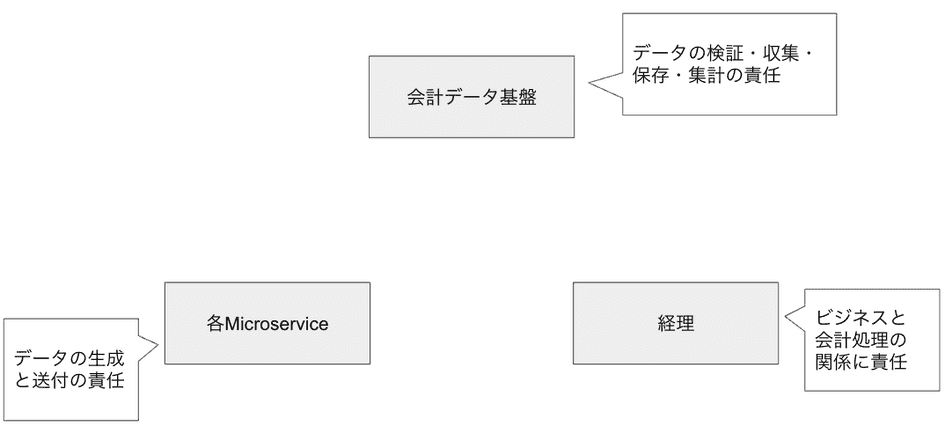 データの検証・収集・
保存・集計の責任
会計データ基盤
各Microservice
経理
ビジネスと
会計処理の
関係に責任
データの生成
と送付の責任